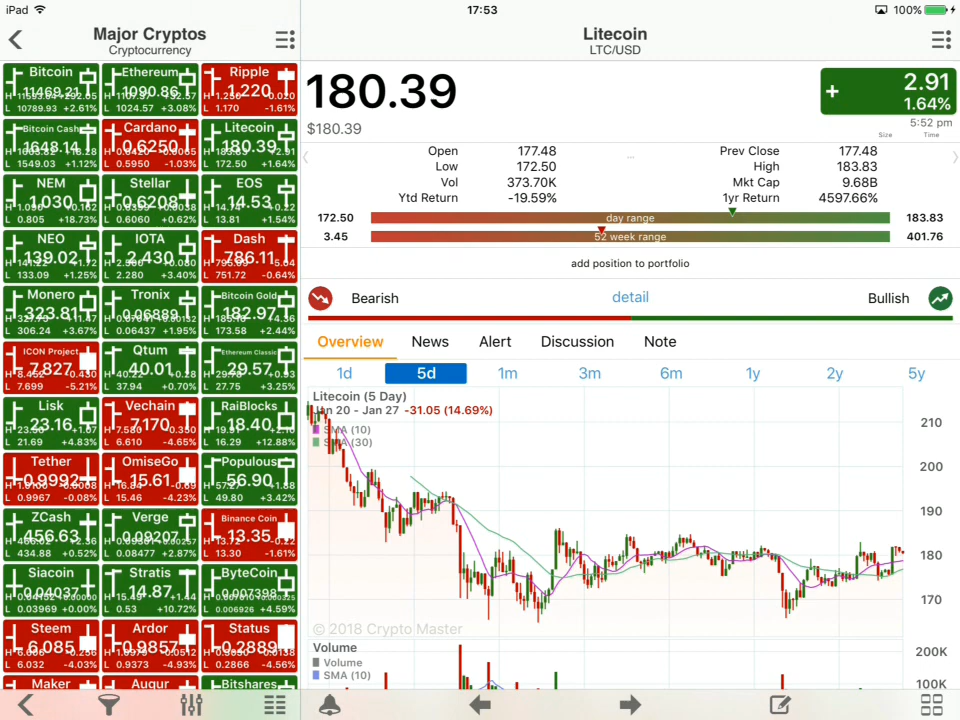 iPad
17:53
100%
Major Cryptos
Cryptocurrency
Bitcoin
11469.21
L 10789.93 +2.61%
Ethereum
1090.86
L 1024.57 +3.08%
Ripple
1.220
L 1.170 -1.61%
Bitcoin Cash
1648.14
L 1549.03 +1.12%
Cardano
0.6250
L 0.5950 -1.03%
Litecoin
180.39
L 172.50 +1.64%
NEM
1.030
L 0.805 +18.73%
Stellar
0.6208
L 0.6060 +0.62%
EOS
14.53
L 13.81 +1.54%
NEO
139.02
L 133.09 +1.25%
IOTA
2.430
L 2.280 +3.40%
Dash
786.11
L 751.72 -0.64%
Monero
323.81
L 306.24 +3.67%
Tronix
0.06889
L 0.06437 +1.95%
Bitcoin Gold
182.97
L 173.58 +2.44%
ICON Project
7.827
L 7.699 -5.21%
Qtum
40.01
L 37.94 +0.70%
Ethereum Classic
29.57
L 27.75 +3.25%
Lisk
23.16
L 21.69 +4.83%
Vechain
7.170
L 6.610 -4.65%
RaiBlocks
18.40
L 16.29 +12.88%
Tether
0.9992
L 0.9967 -0.08%
OmiseGo
15.61
L 15.46 -4.23%
Populous
56.90
L 49.80 +3.42%
ZCash
456.63
L 434.88 +0.52%
Verge
0.09207
L 0.08477 +2.87%
Binance Coin
13.35
L 13.30 -1.61%
Siacoin
0.04037
L 0.03969 +0.00%
Stratis
14.87
L 0.53 +10.72%
ByteCoin
0.007398
L 0.006926 +4.59%
Steem
6.085
L 6.032 -4.03%
Ardor
0.9857
L 0.9373 -4.93%
Status
0.2889
L 0.2866 -4.56%
Maker
Augur
Bitshares
Litecoin
LTC/USD
180.39
$180.39
+ 2.91
1.64%
5:52 pm
Size Time
Open 177.48 Prev Close 177.48
Low 172.50 High 183.83
Vol 373.70K Mkt Cap 9.68B
Ytd Return -19.59% 1yr Return 4597.66%
172.50 day range 183.83
3.45 52 week range 401.76
add position to portfolio
Bearish detail Bullish
Overview News Alert Discussion Note
1d 5d 1m 3m 6m 1y 2y 5y
Litecoin (5 Day)
Jan 20 - Jan 27 -31.05 (14.69%)
SMA (10)
SMA (30)
210
200
190
180
170
© 2018 Crypto Master
Volume
Volume
SMA (10)
200K
100K